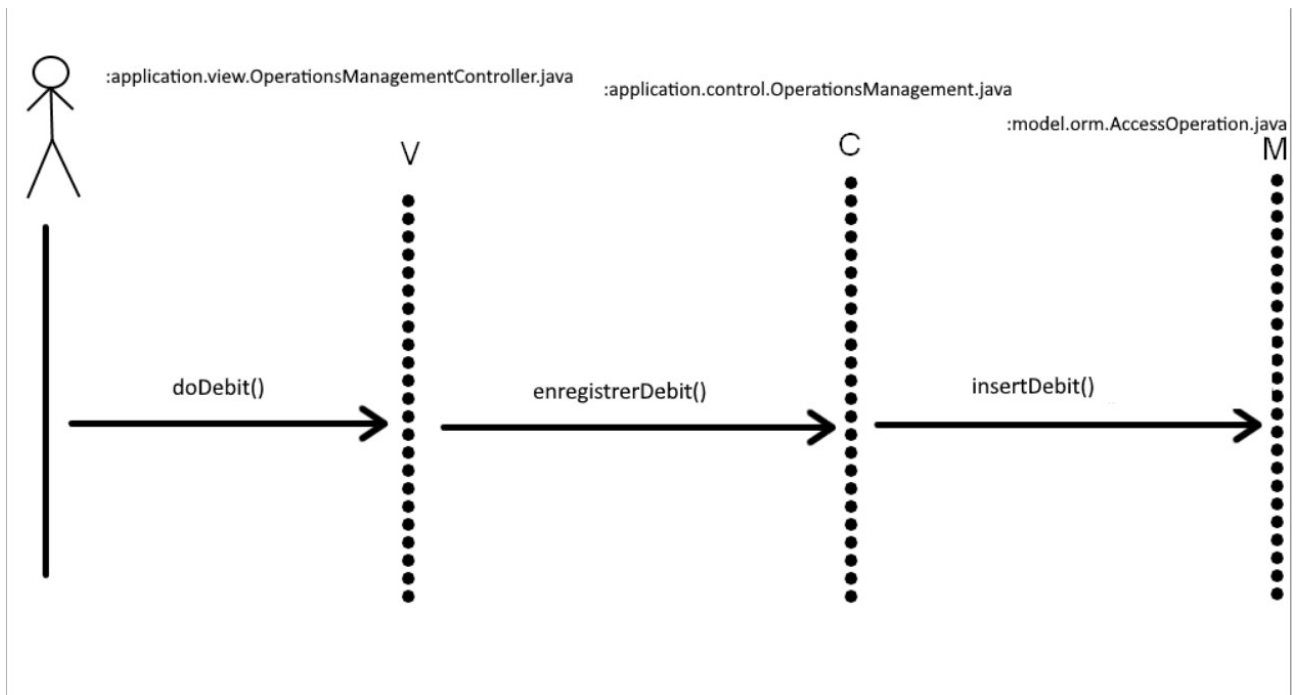 :application.view.OperationsManagementController.java
:application.control.OperationsManagement.java
:model.orm.AccessOperation.java
V
C
M
doDebit()
enregistrerDebit()
insertDebit()